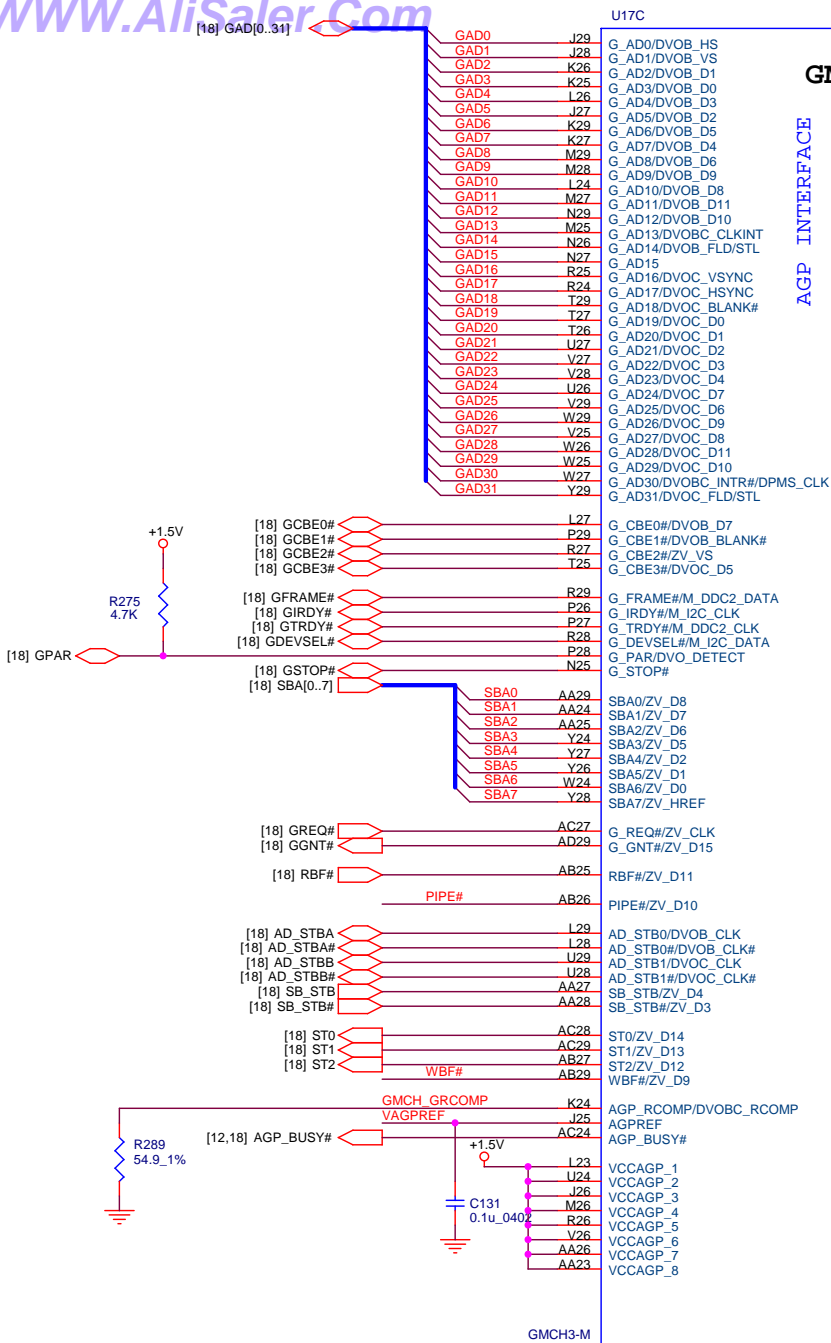 WWW.AliSaler.Com
U17C
[18] GAD[0..31]
GAD0 J29 G_AD0/DVOB_HS
GAD1 J28 G_AD1/DVOB_VS
GAD2 K26 G_AD2/DVOB_D1
GAD3 K25 G_AD3/DVOB_D0
GAD4 L26 G_AD4/DVOB_D3
GAD5 J27 G_AD5/DVOB_D2
GAD6 K29 G_AD6/DVOB_D5
GAD7 K27 G_AD7/DVOB_D4
GAD8 M29 G_AD8/DVOB_D6
GAD9 M28 G_AD9/DVOB_D9
GAD10 L24 G_AD10/DVOB_D8
GAD11 M27 G_AD11/DVOB_D11
GAD12 N29 G_AD12/DVOB_D10
GAD13 M25 G_AD13/DVOBC_CLKINT
GAD14 N26 G_AD14/DVOB_FLD/STL
GAD15 N27 G_AD15
GAD16 R25 G_AD16/DVOC_VSYNC
GAD17 R24 G_AD17/DVOC_HSYNC
GAD18 T29 G_AD18/DVOC_BLANK#
GAD19 T27 G_AD19/DVOC_D0
GAD20 T26 G_AD20/DVOC_D1
GAD21 U27 G_AD21/DVOC_D2
GAD22 V27 G_AD22/DVOC_D3
GAD23 V28 G_AD23/DVOC_D4
GAD24 U26 G_AD24/DVOC_D7
GAD25 V29 G_AD25/DVOC_D6
GAD26 W29 G_AD26/DVOC_D9
GAD27 V25 G_AD27/DVOC_D8
GAD28 W26 G_AD28/DVOC_D11
GAD29 W25 G_AD29/DVOC_D10
GAD30 W27 G_AD30/DVOBC_INTR#/DPMS_CLK
GAD31 Y29 G_AD31/DVOC_FLD/STL
GM
AGP INTERFACE
[18] GCBE0# L27 G_CBE0#/DVOB_D7
[18] GCBE1# P29 G_CBE1#/DVOB_BLANK#
[18] GCBE2# R27 G_CBE2#/ZV_VS
[18] GCBE3# T25 G_CBE3#/DVOC_D5
+1.5V
R275
4.7K
[18] GFRAME# R29 G_FRAME#/M_DDC2_DATA
[18] GIRDY# P26 G_IRDY#/M_I2C_CLK
[18] GTRDY# P27 G_TRDY#/M_DDC2_CLK
[18] GDEVSEL# R28 G_DEVSEL#/M_I2C_DATA
[18] GPAR P28 G_PAR/DVO_DETECT
[18] GSTOP# N25 G_STOP#
[18] SBA[0..7]
SBA0 AA29 SBA0/ZV_D8
SBA1 AA24 SBA1/ZV_D7
SBA2 AA25 SBA2/ZV_D6
SBA3 Y24 SBA3/ZV_D5
SBA4 Y27 SBA4/ZV_D2
SBA5 Y26 SBA5/ZV_D1
SBA6 W24 SBA6/ZV_D0
SBA7 Y28 SBA7/ZV_HREF
[18] GREQ# AC27 G_REQ#/ZV_CLK
[18] GGNT# AD29 G_GNT#/ZV_D15
[18] RBF# AB25 RBF#/ZV_D11
PIPE# AB26 PIPE#/ZV_D10
[18] AD_STBA L29 AD_STB0/DVOB_CLK
[18] AD_STBA# L28 AD_STB0#/DVOB_CLK#
[18] AD_STBB U29 AD_STB1/DVOC_CLK
[18] AD_STBB# U28 AD_STB1#/DVOC_CLK#
[18] SB_STB AA27 SB_STB/ZV_D4
[18] SB_STB# AA28 SB_STB#/ZV_D3
[18] ST0 AC28 ST0/ZV_D14
[18] ST1 AC29 ST1/ZV_D13
[18] ST2 AB27 ST2/ZV_D12
WBF# AB29 WBF#/ZV_D9
GMCH_GRCOMP K24 AGP_RCOMP/DVOBC_RCOMP
VAGPREF J25 AGPREF
[12,18] AGP_BUSY# AC24 AGP_BUSY#
R289
54.9_1%
+1.5V
C131
0.1u_0402
L23 VCCAGP_1
U24 VCCAGP_2
J26 VCCAGP_3
M26 VCCAGP_4
R26 VCCAGP_5
V26 VCCAGP_6
AA26 VCCAGP_7
AA23 VCCAGP_8
GMCH3-M